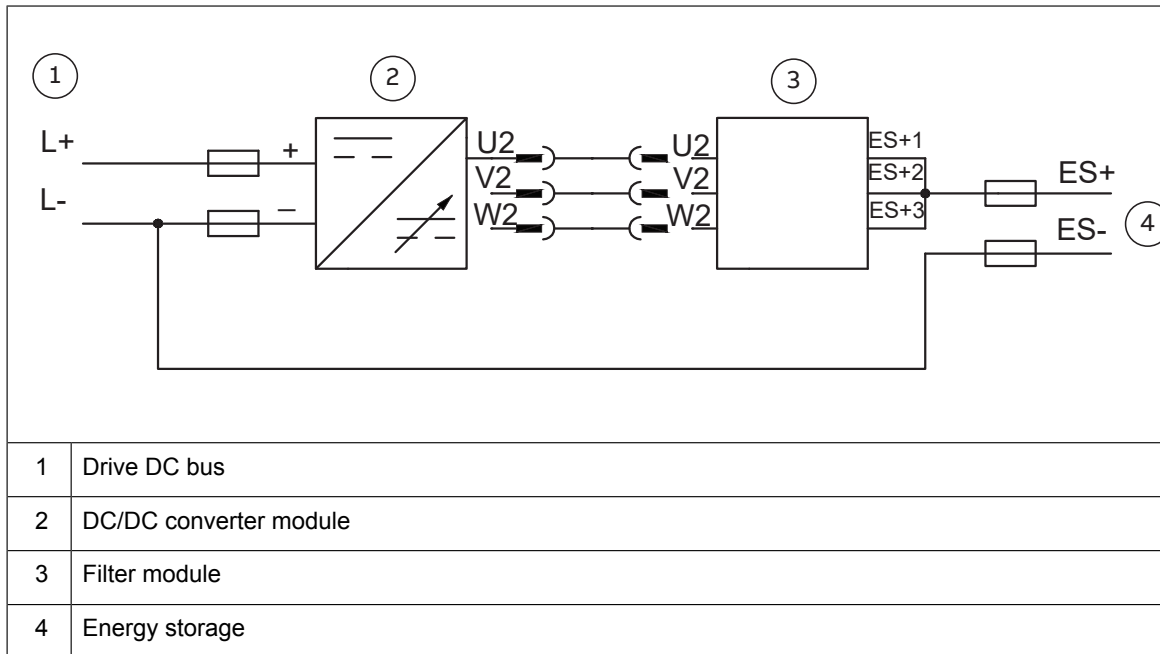 1
2
3
L+
+
U2
U2
ES+1
L-
V2
V2
ES+2
ES+
–
W2
W2
ES+3
ES-
4
1 Drive DC bus
2 DC/DC converter module
3 Filter module
4 Energy storage